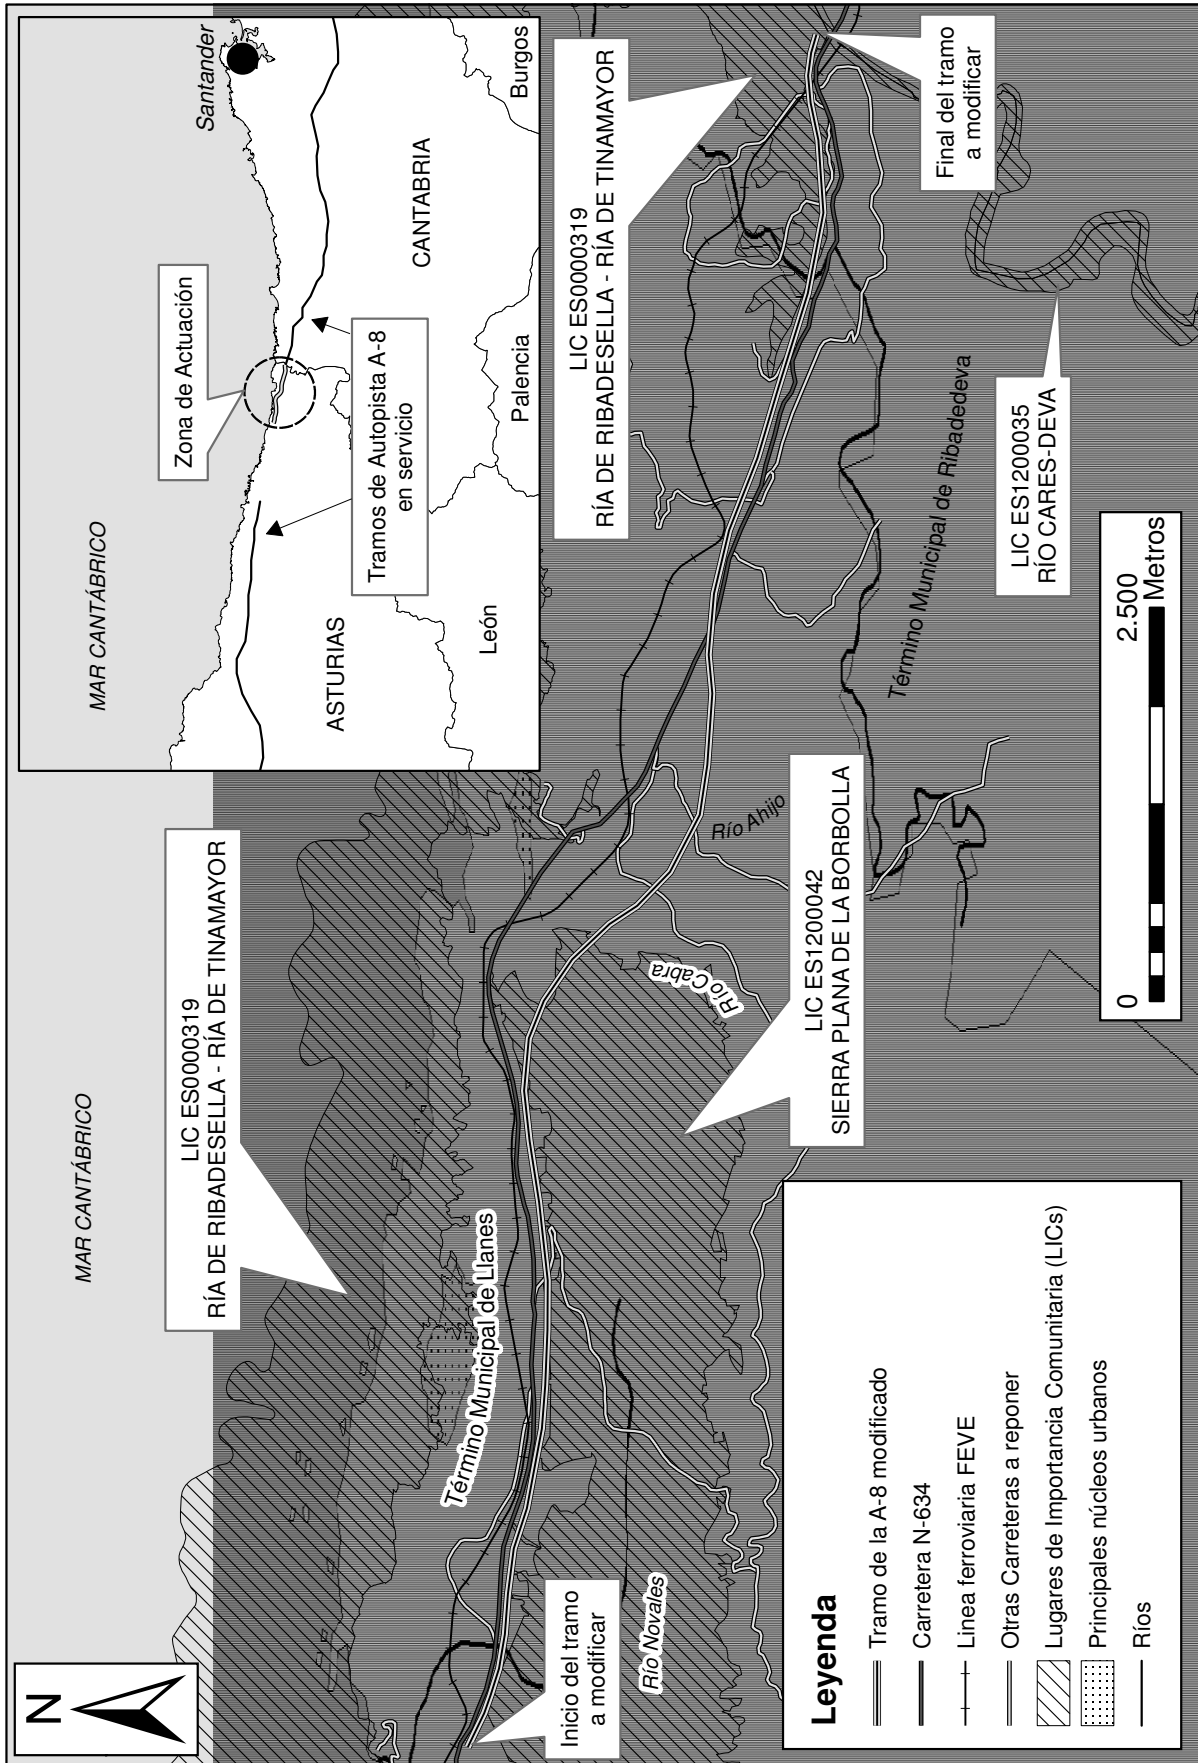 N
MAR CANTÁBRICO
MAR CANTÁBRICO
LIC ES0000319
RÍA DE RIBADESELLA - RÍA DE TINAMAYOR
Santander
Zona de Actuación
Tramos de Autopista A-8
en servicio
ASTURIAS
CANTABRIA
León
Palencia
Burgos
LIC ES0000319
RÍA DE RIBADESELLA - RÍA DE TINAMAYOR
Término Municipal de Llanes
Inicio del tramo
a modificar
Río Novales
Río Cabra
Río Ahijo
LIC ES1200042
SIERRA PLANA DE LA BORBOLLA
Término Municipal de Ribadedeva
Final del tramo
a modificar
LIC ES1200035
RÍO CARES-DEVA
Leyenda
Tramo de la A-8 modificado
Carretera N-634
Linea ferroviaria FEVE
Otras Carreteras a reponer
Lugares de Importancia Comunitaria (LICs)
Principales núcleos urbanos
Ríos
0
2.500
Metros